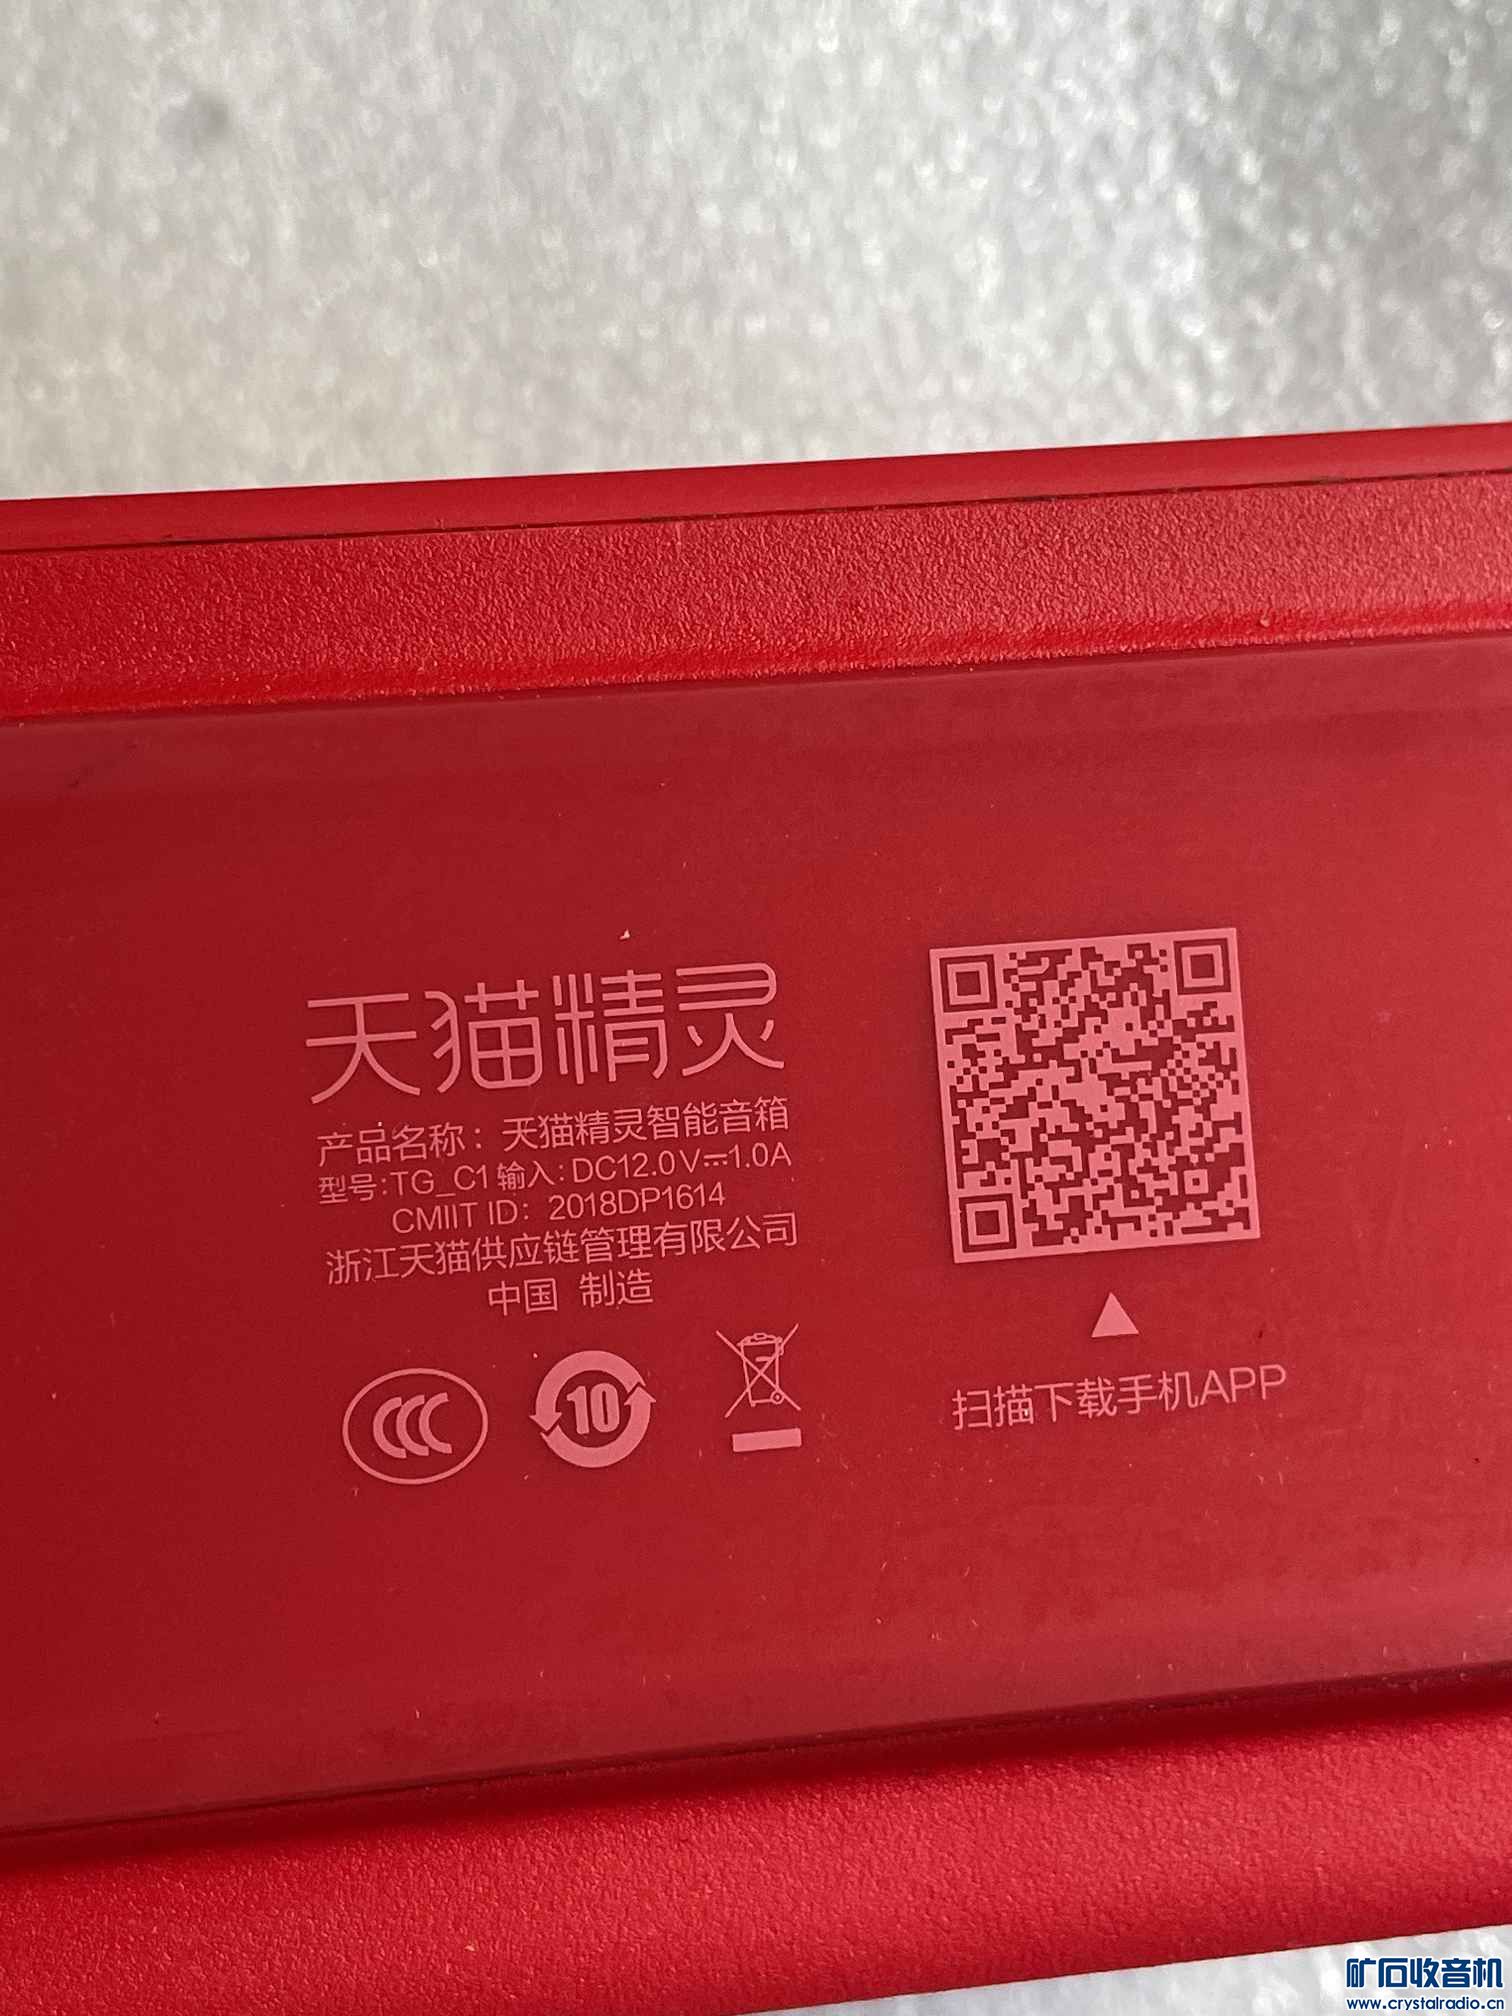 天猫精灵
产品名称：天猫精灵智能音箱
型号:TG_C1 输入:DC12.0V⎓1.0A
CMIIT ID: 2018DP1614
浙江天猫供应链管理有限公司
中国 制造
CCC
10
扫描下载手机APP
矿石收音机
www.crystalradio.cn